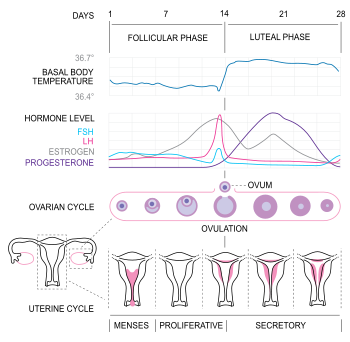 DAYS 1 7 14 21 28
FOLLICULAR PHASE LUTEAL PHASE
36.7°
BASAL BODY
TEMPERATURE
36.4°
HORMONE LEVEL
FSH
LH
ESTROGEN
PROGESTERONE
OVUM
OVARIAN CYCLE
OVULATION
UTERINE CYCLE
MENSES PROLIFERATIVE SECRETORY